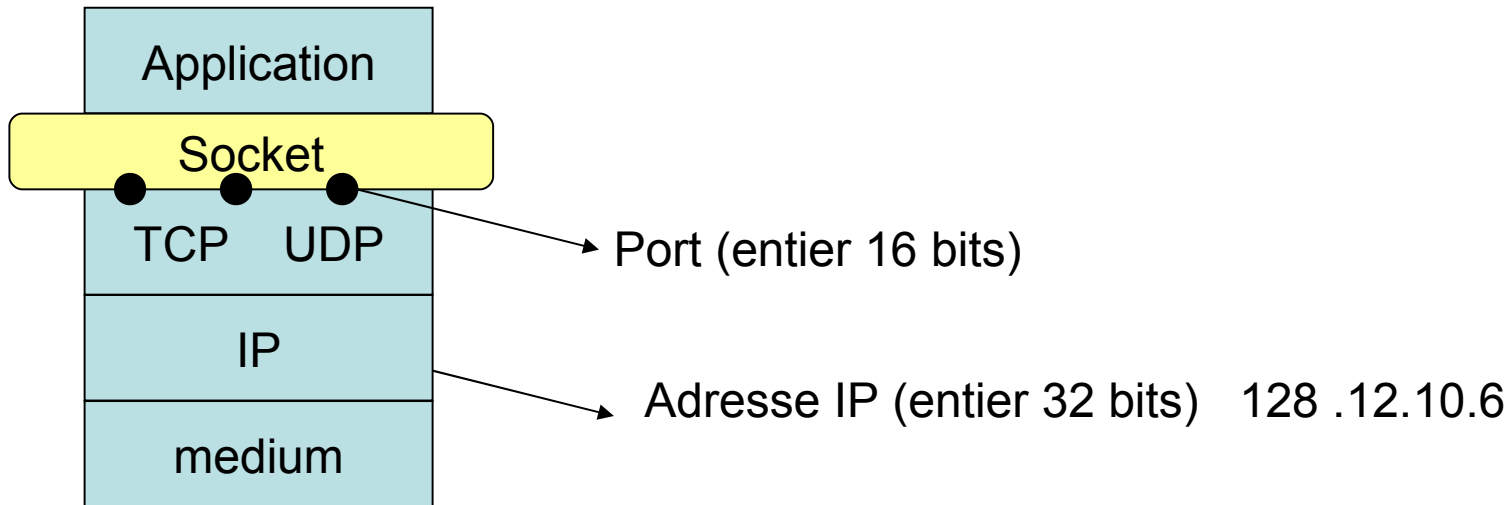 Application
Socket
TCP UDP
Port (entier 16 bits)
IP
Adresse IP (entier 32 bits) 128 .12.10.6
medium